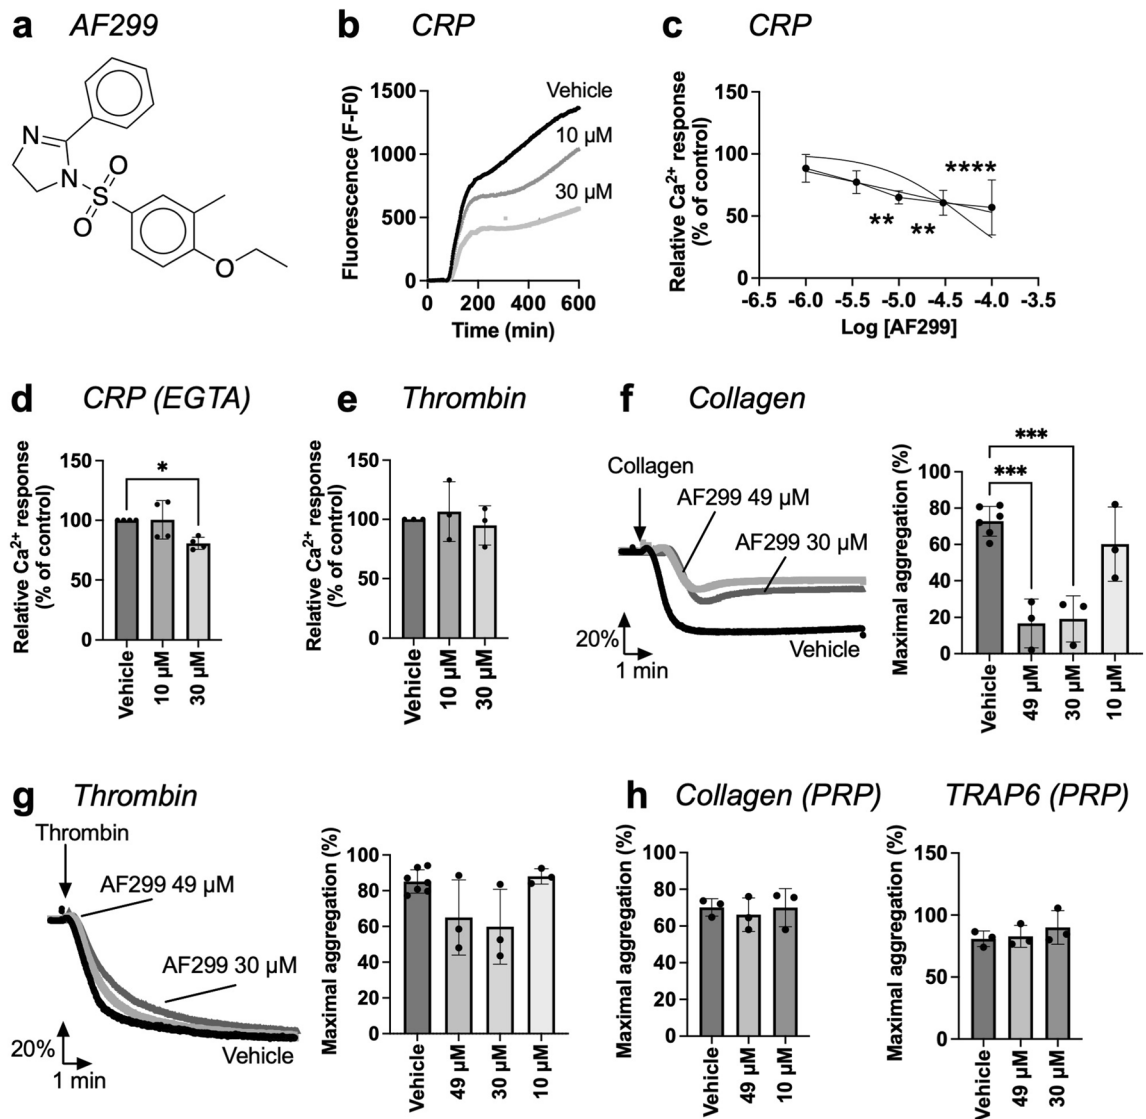 a AF299
N
N
O
S
O
O
b CRP
Fluorescence (F-F0)
1500
1000
500
0
0 200 400 600
Time (min)
Vehicle
10 µM
30 µM
c CRP
Relative Ca2+ response
(% of control)
150
100
50
0
**** 
** **
-6.5 -6.0 -5.5 -5.0 -4.5 -4.0 -3.5
Log [AF299]
d CRP (EGTA)
Relative Ca2+ response
(% of control)
150
100
50
0
*
Vehicle
10 µM
30 µM
e Thrombin
Relative Ca2+ response
(% of control)
150
100
50
0
Vehicle
10 µM
30 µM
f Collagen
Collagen
AF299 49 µM
AF299 30 µM
20%
1 min
Vehicle
Maximal aggregation (%)
100
80
60
40
20
0
***
***
Vehicle
49 µM
30 µM
10 µM
g Thrombin
Thrombin
AF299 49 µM
AF299 30 µM
20%
1 min
Vehicle
Maximal aggregation (%)
100
80
60
40
20
0
Vehicle
49 µM
30 µM
10 µM
h Collagen (PRP)
Maximal aggregation (%)
100
80
60
40
20
0
Vehicle
49 µM
10 µM
TRAP6 (PRP)
Maximal aggregation (%)
150
100
50
0
Vehicle
49 µM
30 µM